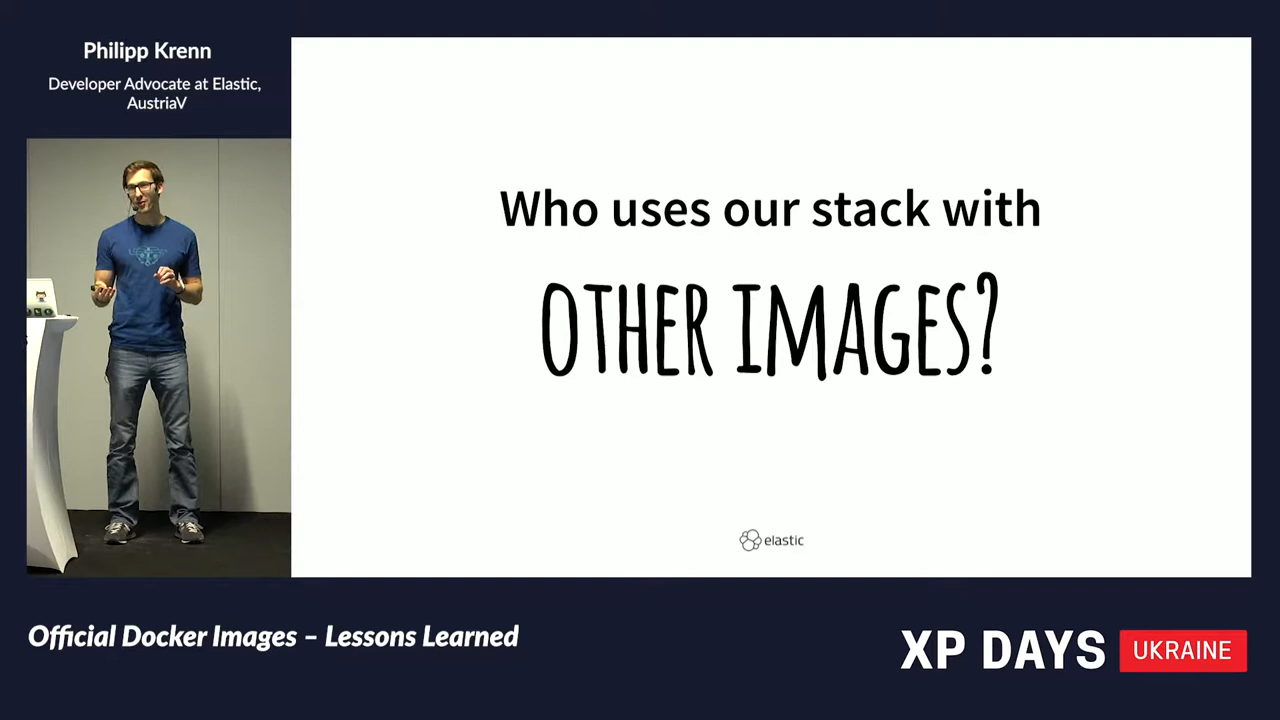 Philipp Krenn
Developer Advocate at Elastic,
AustriaV
Who uses our stack with
OTHER IMAGES?
elastic
Official Docker Images – Lessons Learned
XP DAYS UKRAINE